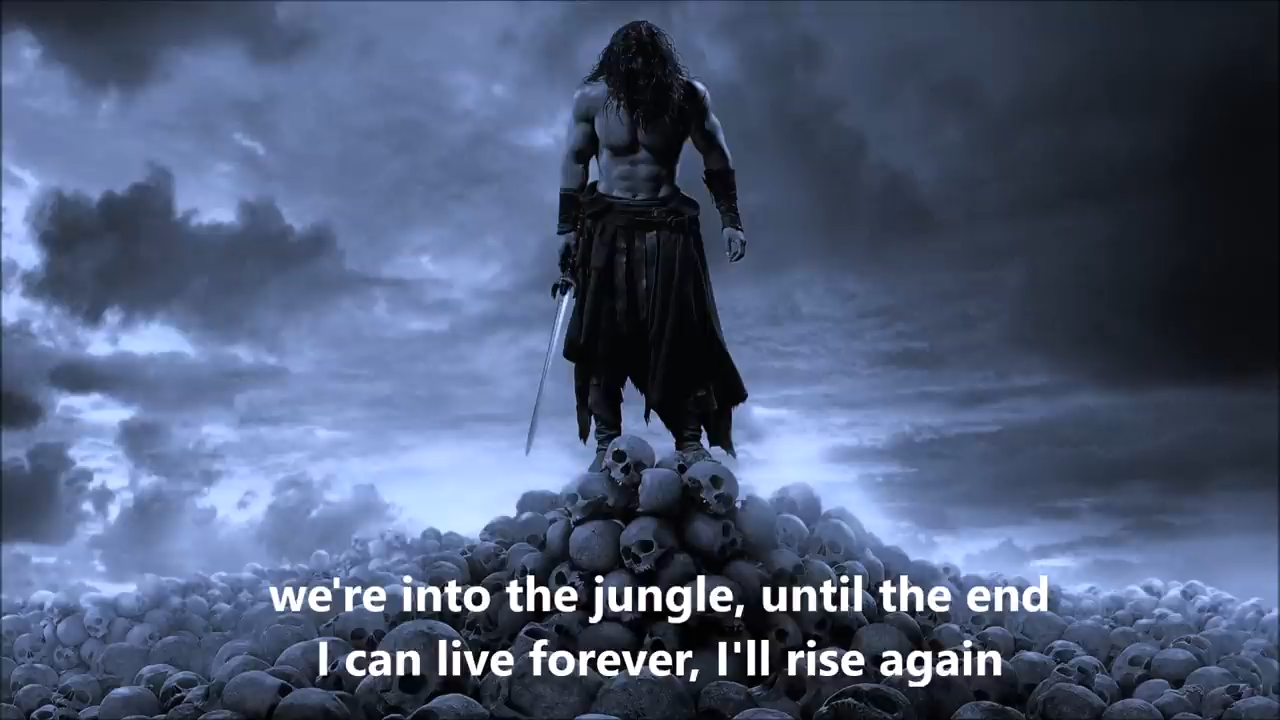 we're into the jungle, until the end
I can live forever, I'll rise again